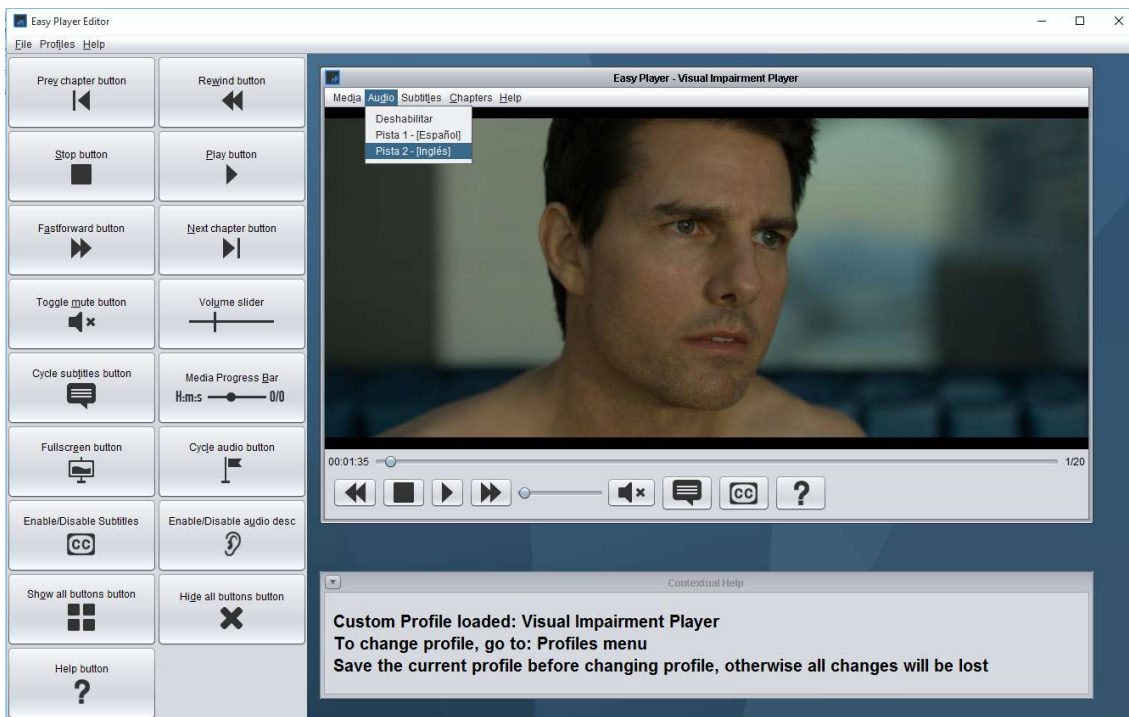 Easy Player Editor
File Profiles Help
Prev chapter button
Rewind button
Stop button
Play button
Fastforward button
Next chapter button
Toggle mute button
Volume slider
Cycle subtitles button
Media Progress Bar
H:m:s 0/0
Fullscreen button
Cycle audio button
Enable/Disable Subtitles
CC
Enable/Disable audio desc
Show all buttons button
Hide all buttons button
Help button
?
Easy Player - Visual Impairment Player
Media Audio Subtitles Chapters Help
Deshabilitar
Pista 1 - [Español]
Pista 2 - [Inglés]
00:01:35 1/20
CC ?
Contextual Help
Custom Profile loaded: Visual Impairment Player
To change profile, go to: Profiles menu
Save the current profile before changing profile, otherwise all changes will be lost